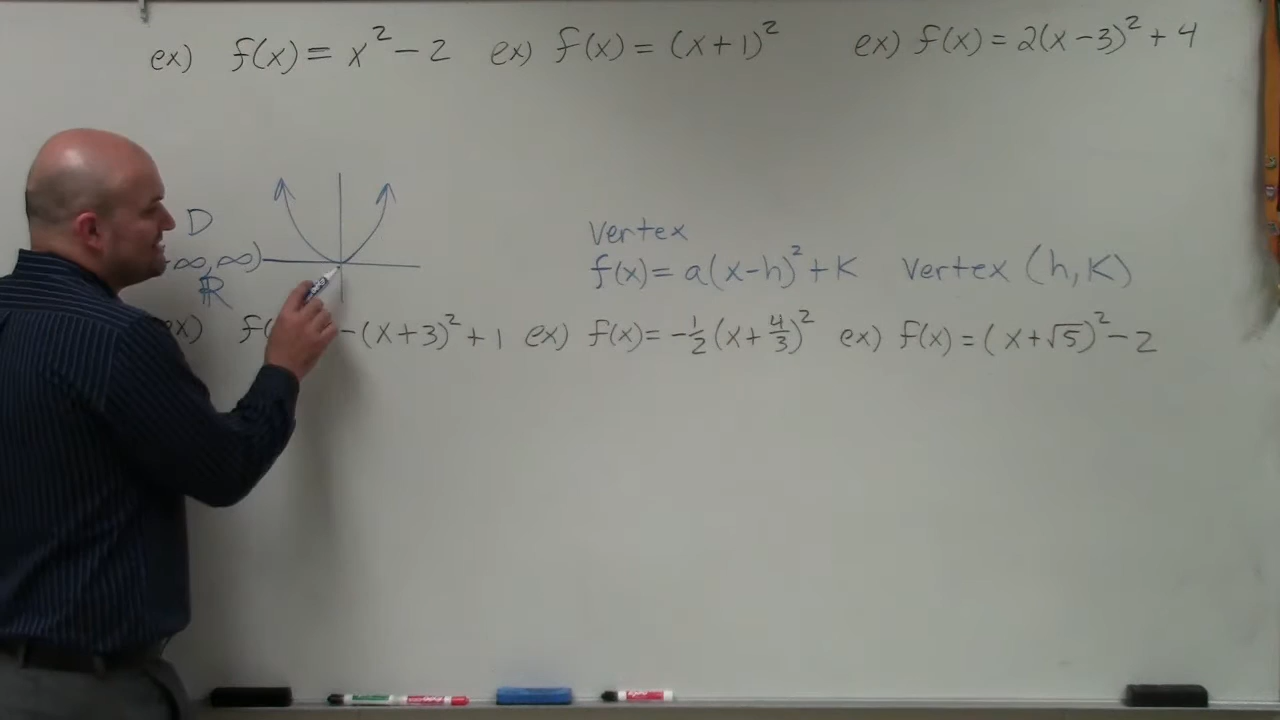 ex) f(x) = x² - 2 ex) f(x) = (x+1)² ex) f(x) = 2(x-3)² + 4
D
∞, ∞)
ℝ
vertex
f(x) = a(x-h)² + K vertex (h, K)
ex) f( -(x+3)² + 1 ex) f(x) = -1/2(x+4/3)² ex) f(x) = (x+√5)² - 2